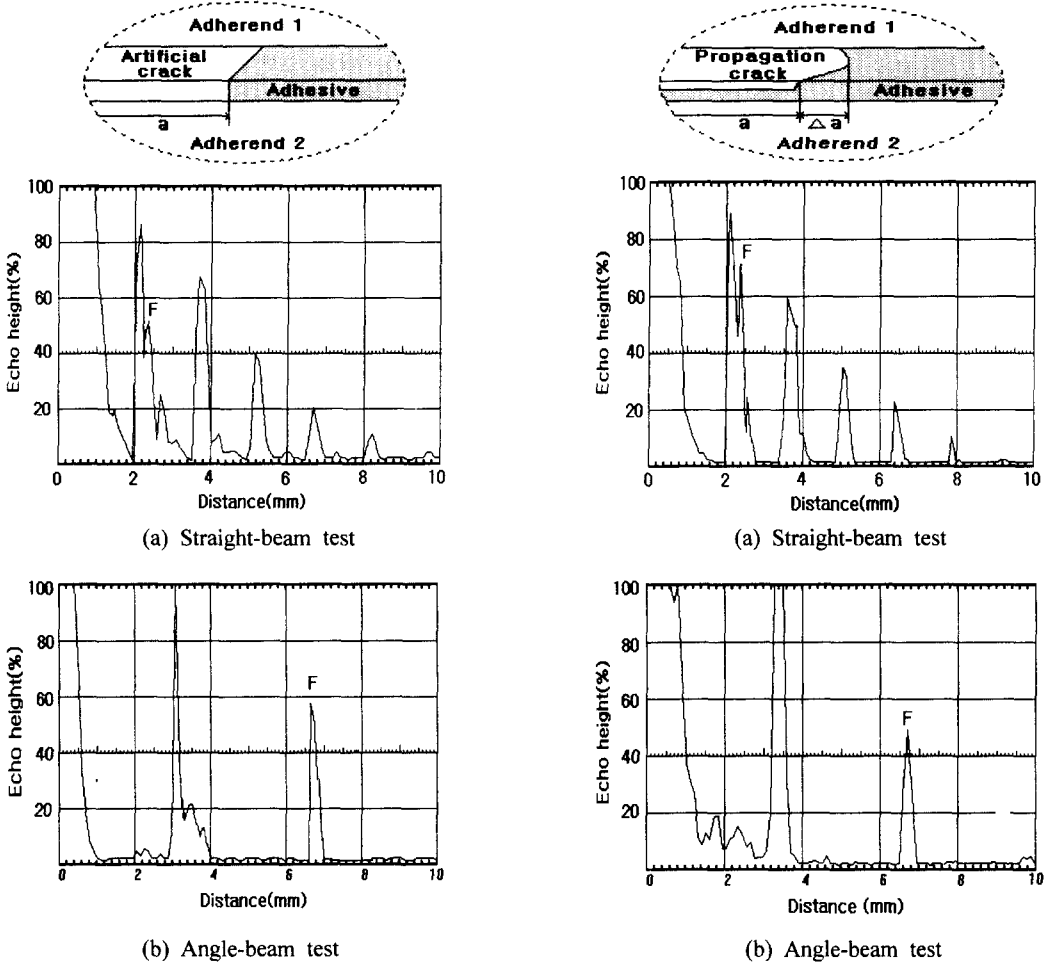 Adherend 1
Artificial
crack
Adhesive
a
Adherend 2
100
80
60
40
20
Echo height(%)
F
0 2 4 6 8 10
Distance(mm)
(a) Straight-beam test
100
80
60
40
20
Echo height(%)
F
0 2 4 6 8 10
Distance(mm)
(b) Angle-beam test
Adherend 1
Propagation
crack
Adhesive
a △ a
Adherend 2
100
80
60
40
20
Echo height(%)
F
0 2 4 6 8 10
Distance(mm)
(a) Straight-beam test
100
80
60
40
20
Echo height(%)
F
0 2 4 6 8 10
Distance (mm)
(b) Angle-beam test